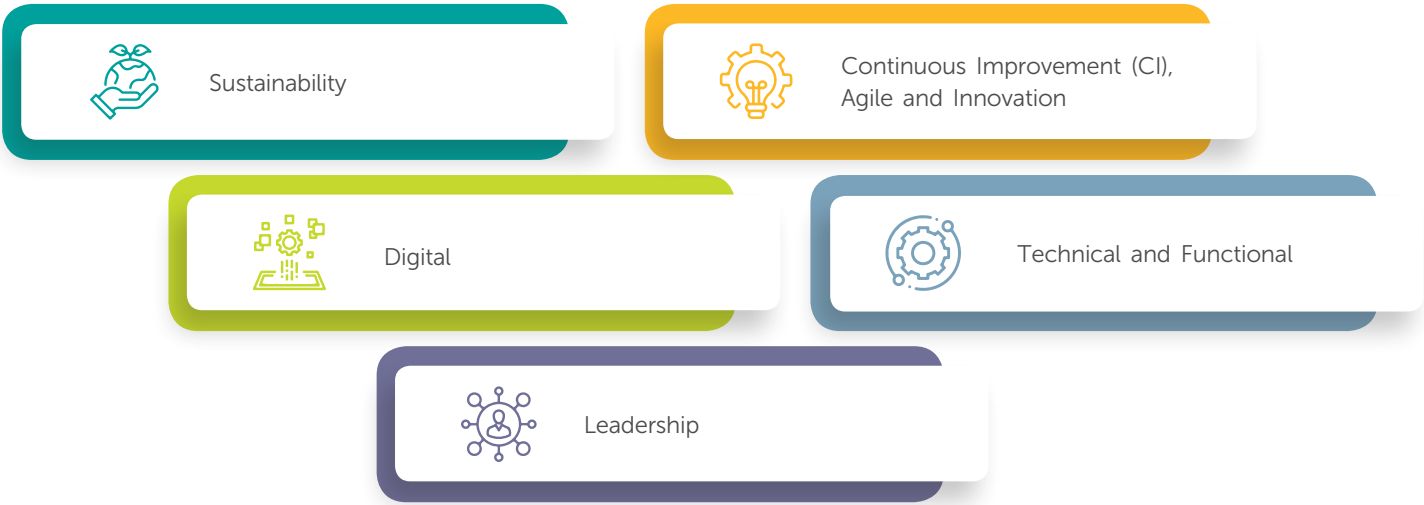 Sustainability
Continuous Improvement (CI),
Agile and Innovation
Digital
Technical and Functional
Leadership